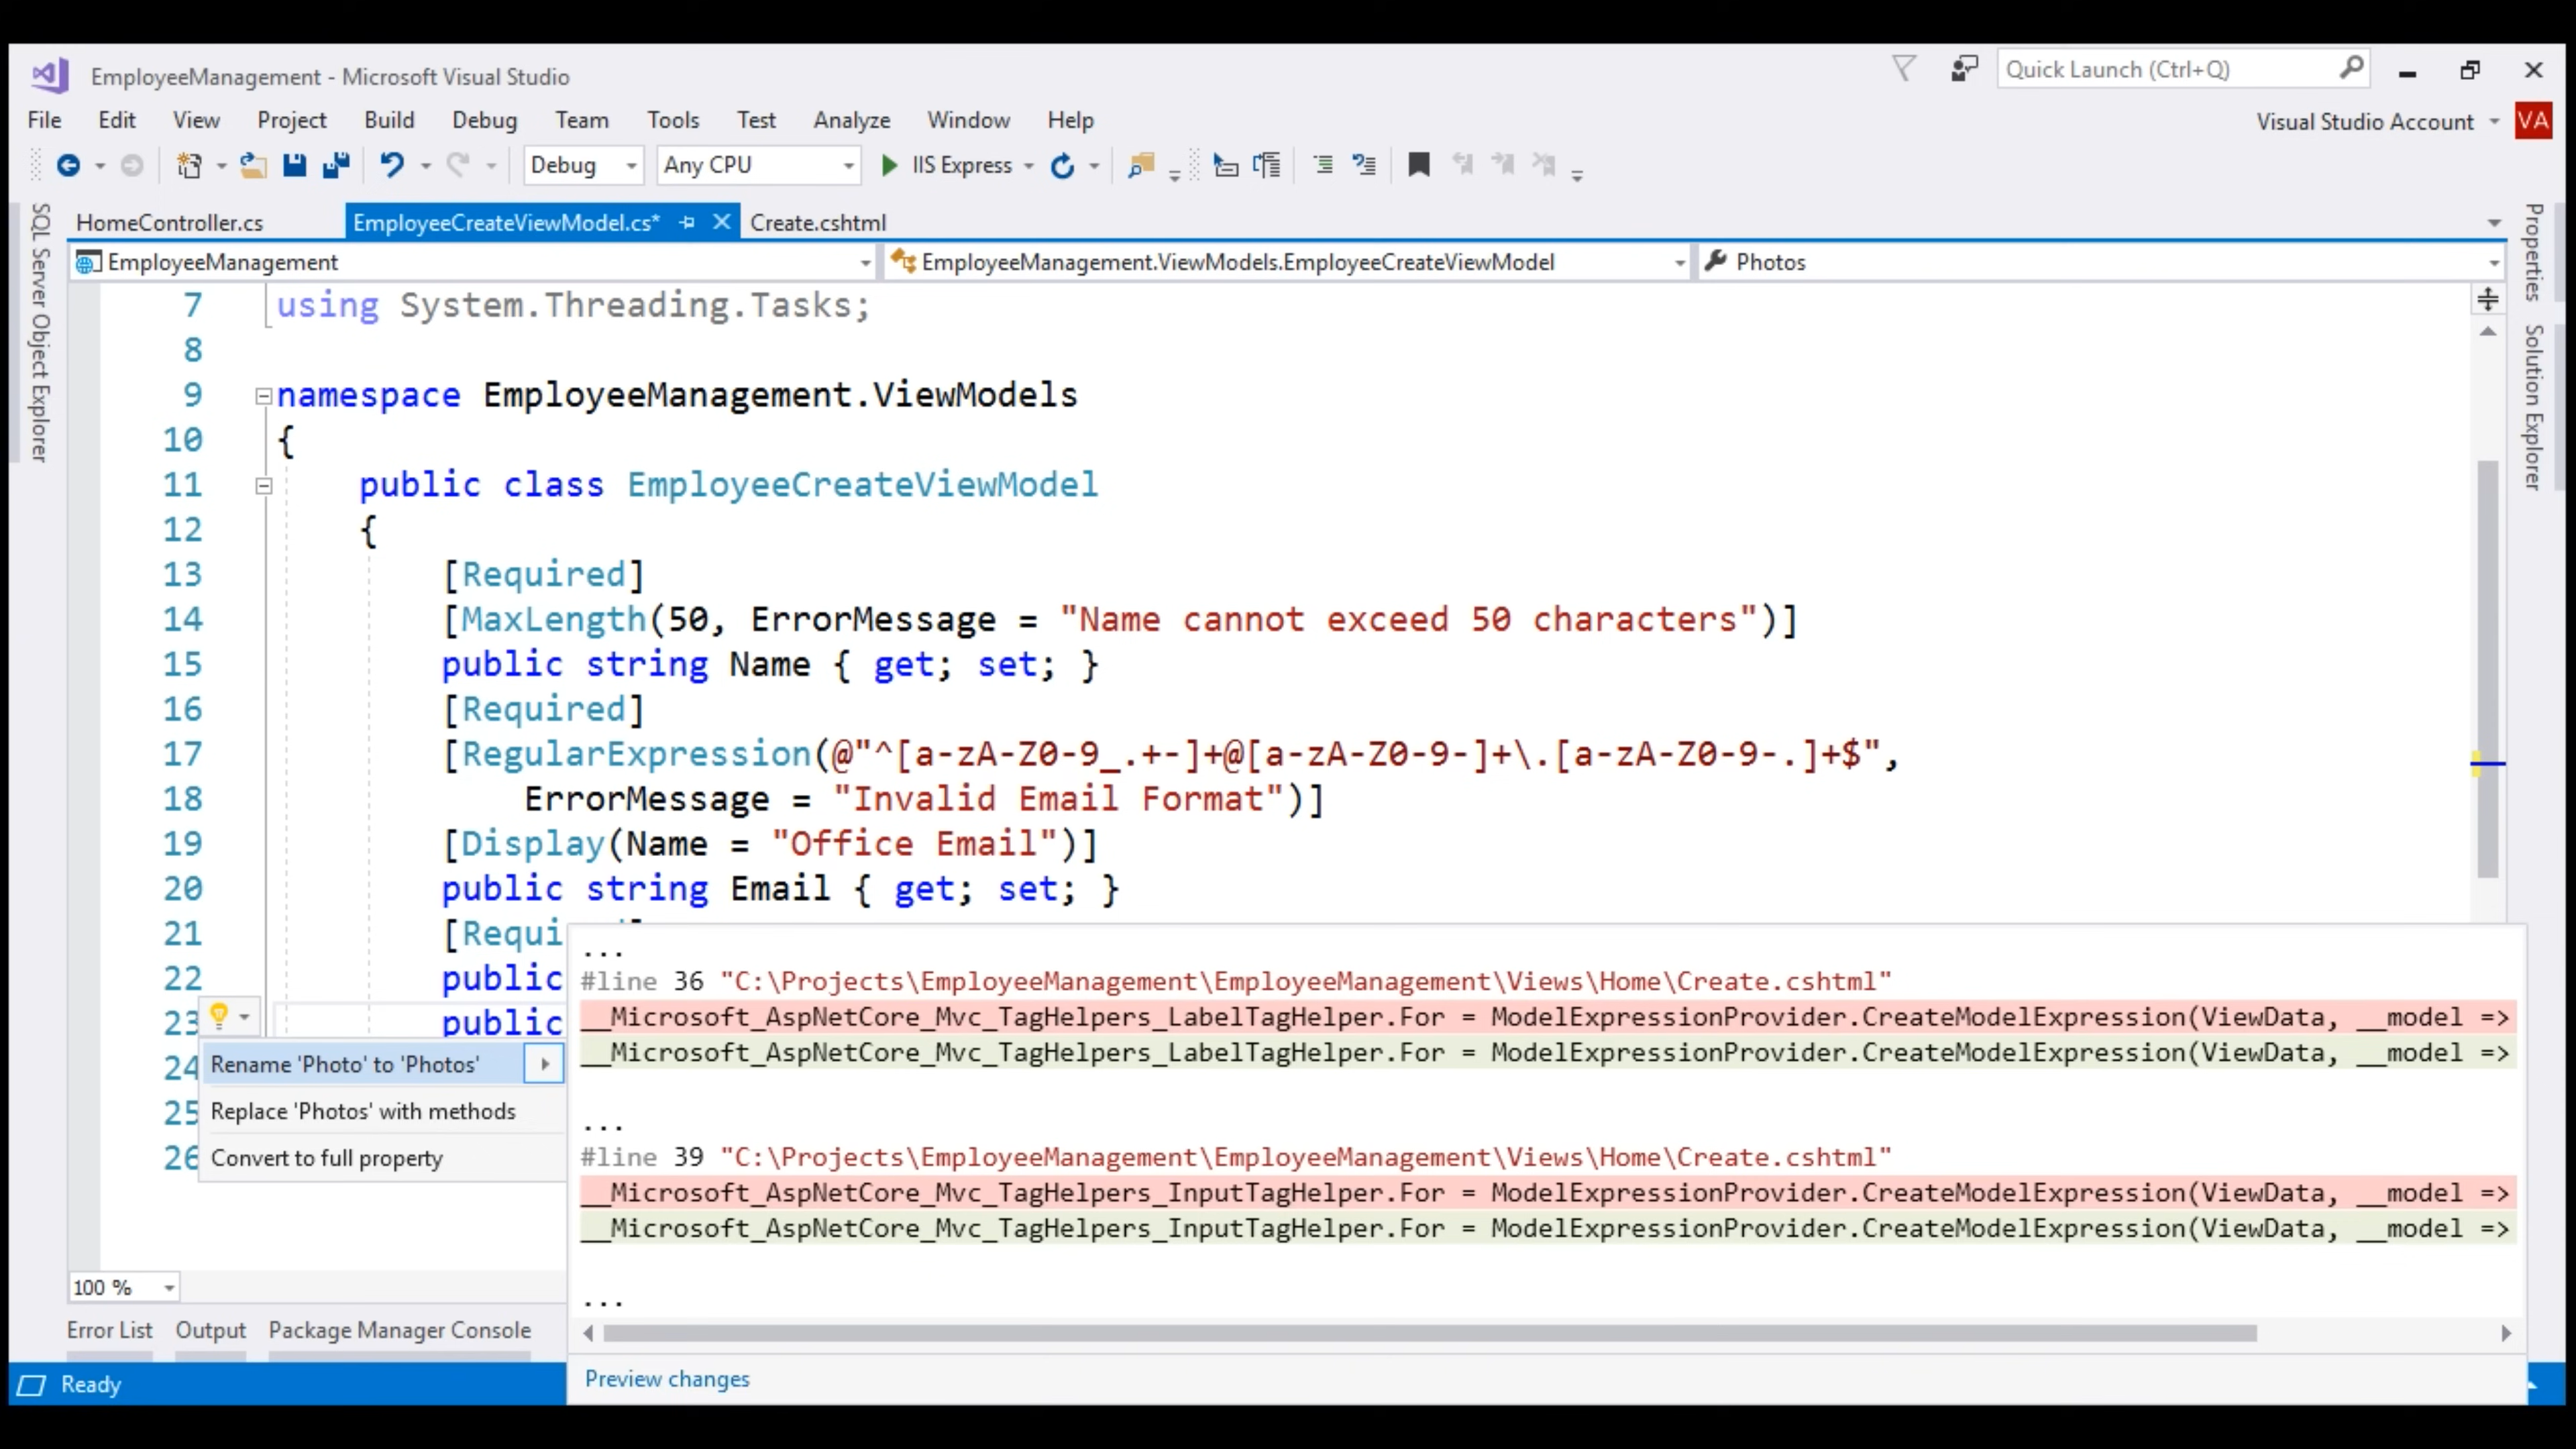 EmployeeManagement - Microsoft Visual Studio
Quick Launch (Ctrl+Q)
File Edit View Project Build Debug Team Tools Test Analyze Window Help
Visual Studio Account VA
Debug Any CPU IIS Express
HomeController.cs EmployeeCreateViewModel.cs* Create.cshtml
EmployeeManagement EmployeeManagement.ViewModels.EmployeeCreateViewModel Photos
SQL Server Object Explorer
Properties
Solution Explorer
7 using System.Threading.Tasks;
8
9 namespace EmployeeManagement.ViewModels
10 {
11 public class EmployeeCreateViewModel
12 {
13 [Required]
14 [MaxLength(50, ErrorMessage = "Name cannot exceed 50 characters")]
15 public string Name { get; set; }
16 [Required]
17 [RegularExpression(@"^[a-zA-Z0-9_.+-]+@[a-zA-Z0-9-]+\.[a-zA-Z0-9-.]+$",
18 ErrorMessage = "Invalid Email Format")]
19 [Display(Name = "Office Email")]
20 public string Email { get; set; }
21 [Requi
22 public
23 public
24
25
26
Rename 'Photo' to 'Photos'
Replace 'Photos' with methods
Convert to full property
...
#line 36 "C:\Projects\EmployeeManagement\EmployeeManagement\Views\Home\Create.cshtml"
__Microsoft_AspNetCore_Mvc_TagHelpers_LabelTagHelper.For = ModelExpressionProvider.CreateModelExpression(ViewData, __model =>
__Microsoft_AspNetCore_Mvc_TagHelpers_LabelTagHelper.For = ModelExpressionProvider.CreateModelExpression(ViewData, __model =>
...
#line 39 "C:\Projects\EmployeeManagement\EmployeeManagement\Views\Home\Create.cshtml"
__Microsoft_AspNetCore_Mvc_TagHelpers_InputTagHelper.For = ModelExpressionProvider.CreateModelExpression(ViewData, __model =>
__Microsoft_AspNetCore_Mvc_TagHelpers_InputTagHelper.For = ModelExpressionProvider.CreateModelExpression(ViewData, __model =>
...
Preview changes
100 %
Error List Output Package Manager Console
Ready